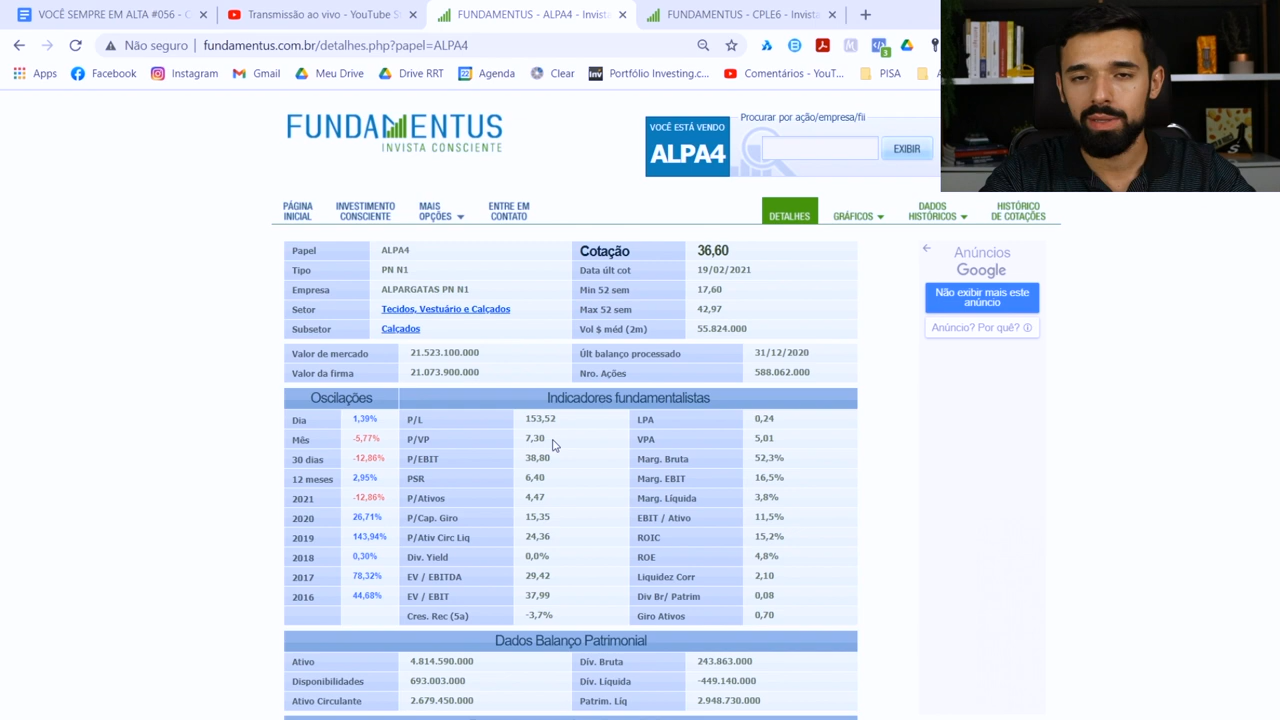 VOCÊ SEMPRE EM ALTA #056 - C
Transmissão ao vivo - YouTube S
FUNDAMENTUS - ALPA4 - Invista
FUNDAMENTUS - CPLE6 - Invista
Não seguro
fundamentus.com.br/detalhes.php?papel=ALPA4
3
Apps
Facebook
Instagram
Gmail
Meu Drive
Drive RRT
Agenda
Clear
Inv Portfólio Investing.c...
Comentários - YouT...
PISA
FUNDAMENTUS
INVISTA CONSCIENTE
VOCÊ ESTÁ VENDO
ALPA4
Procurar por ação/empresa/fii
EXIBIR
PÁGINA INICIAL
INVESTIMENTO CONSCIENTE
MAIS OPÇÕES
ENTRE EM CONTATO
DETALHES
GRÁFICOS
DADOS HISTÓRICOS
HISTÓRICO DE COTAÇÕES
Papel ALPA4 Cotação 36,60
Tipo PN N1 Data últ cot 19/02/2021
Empresa ALPARGATAS PN N1 Min 52 sem 17,60
Setor Tecidos, Vestuário e Calçados Max 52 sem 42,97
Subsetor Calçados Vol $ méd (2m) 55.824.000
Valor de mercado 21.523.100.000 Últ balanço processado 31/12/2020
Valor da firma 21.073.900.000 Nro. Ações 588.062.000
Oscilações Indicadores fundamentalistas
Dia 1,39% P/L 153,52 LPA 0,24
Mês -5,77% P/VP 7,30 VPA 5,01
30 dias -12,86% P/EBIT 38,80 Marg. Bruta 52,3%
12 meses 2,95% PSR 6,40 Marg. EBIT 16,5%
2021 -12,86% P/Ativos 4,47 Marg. Líquida 3,8%
2020 26,71% P/Cap. Giro 15,35 EBIT / Ativo 11,5%
2019 143,94% P/Ativ Circ Liq 24,36 ROIC 15,2%
2018 0,30% Div. Yield 0,0% ROE 4,8%
2017 78,32% EV / EBITDA 29,42 Liquidez Corr 2,10
2016 44,68% EV / EBIT 37,99 Div Br/ Patrim 0,08
Cres. Rec (5a) -3,7% Giro Ativos 0,70
Dados Balanço Patrimonial
Ativo 4.814.590.000 Dív. Bruta 243.863.000
Disponibilidades 693.003.000 Dív. Líquida -449.140.000
Ativo Circulante 2.679.450.000 Patrim. Líq 2.948.730.000
Anúncios
Google
Não exibir mais este anúncio
Anúncio? Por quê?